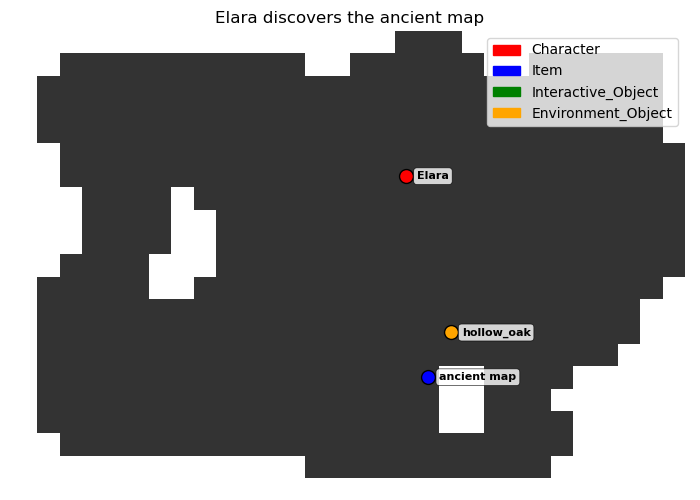 Elara discovers the ancient map
Character
Item
Interactive_Object
Environment_Object
Elara
hollow_oak
ancient map